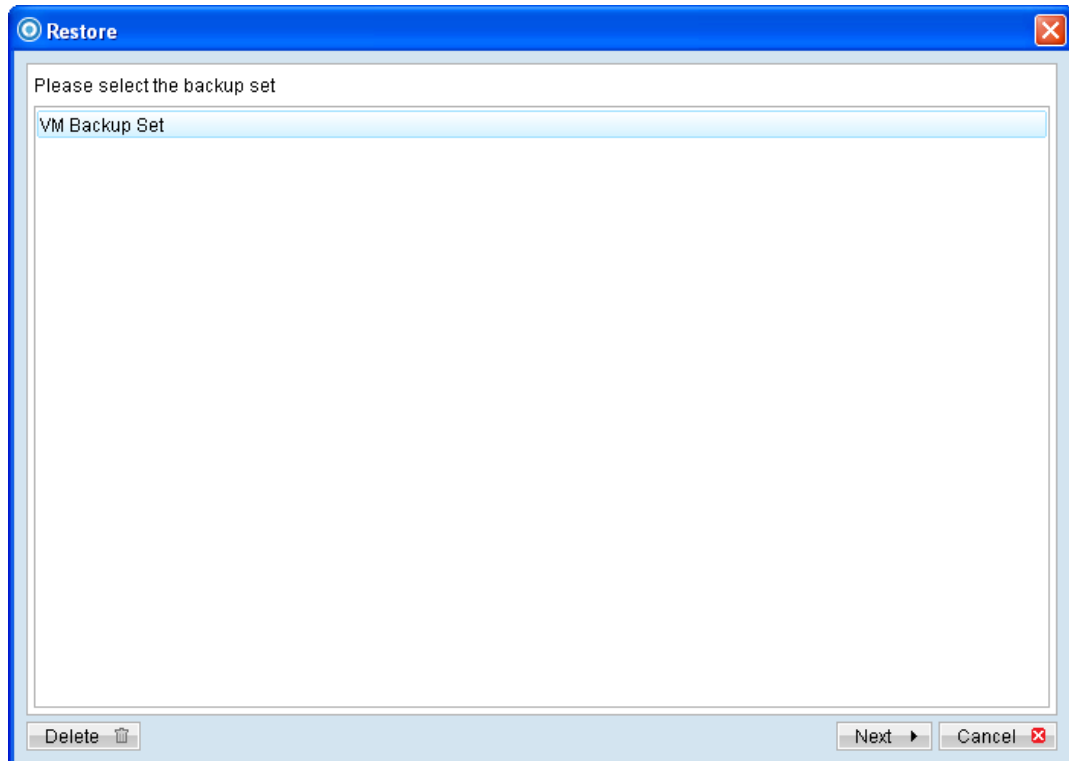 Restore
Please select the backup set
VM Backup Set
Delete
Next
Cancel